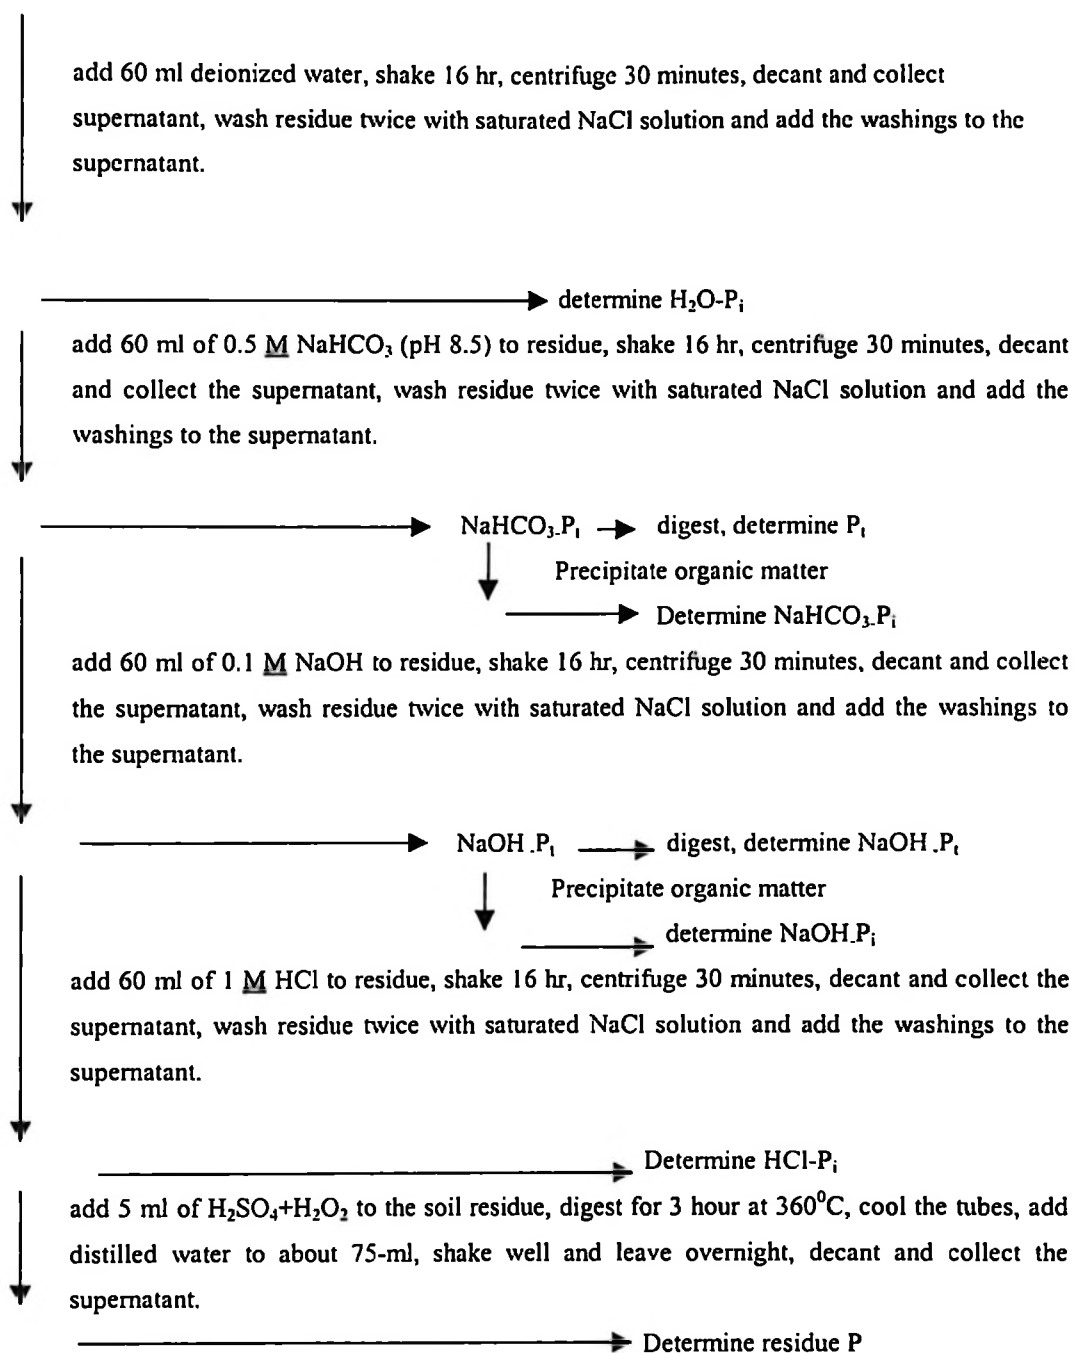 add 60 ml deionized water, shake 16 hr, centrifuge 30 minutes, decant and collect
supernatant, wash residue twice with saturated NaCl solution and add the washings to the
supernatant.
determine H₂O-Pᵢ
add 60 ml of 0.5 M NaHCO₃ (pH 8.5) to residue, shake 16 hr, centrifuge 30 minutes, decant
and collect the supernatant, wash residue twice with saturated NaCl solution and add the
washings to the supernatant.
NaHCO₃-Pₜ digest, determine Pₜ
Precipitate organic matter
Determine NaHCO₃-Pᵢ
add 60 ml of 0.1 M NaOH to residue, shake 16 hr, centrifuge 30 minutes, decant and collect
the supernatant, wash residue twice with saturated NaCl solution and add the washings to
the supernatant.
NaOH -Pₜ digest, determine NaOH -Pₜ
Precipitate organic matter
determine NaOH-Pᵢ
add 60 ml of 1 M HCl to residue, shake 16 hr, centrifuge 30 minutes, decant and collect the
supernatant, wash residue twice with saturated NaCl solution and add the washings to the
supernatant.
Determine HCl-Pᵢ
add 5 ml of H₂SO₄+H₂O₂ to the soil residue, digest for 3 hour at 360⁰C, cool the tubes, add
distilled water to about 75-ml, shake well and leave overnight, decant and collect the
supernatant.
Determine residue P